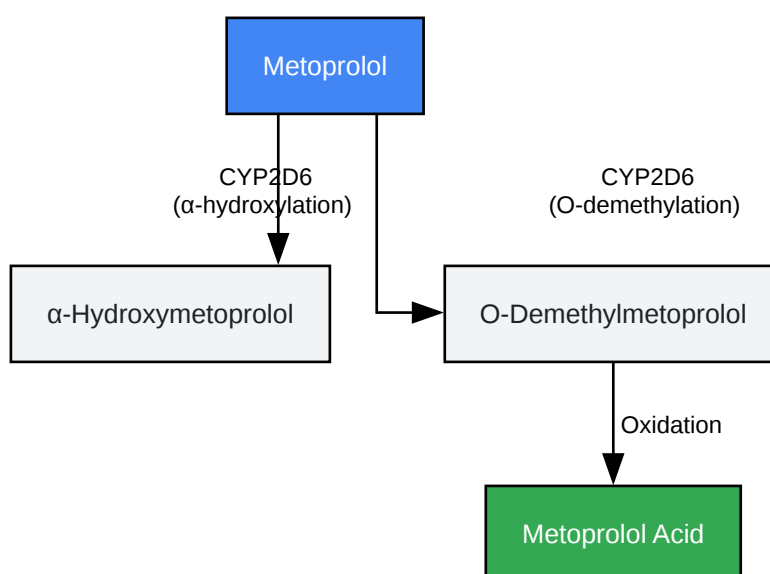 Metoprolol
CYP2D6
(α-hydroxylation)
CYP2D6
(O-demethylation)
α-Hydroxymetoprolol
O-Demethylmetoprolol
Oxidation
Metoprolol Acid